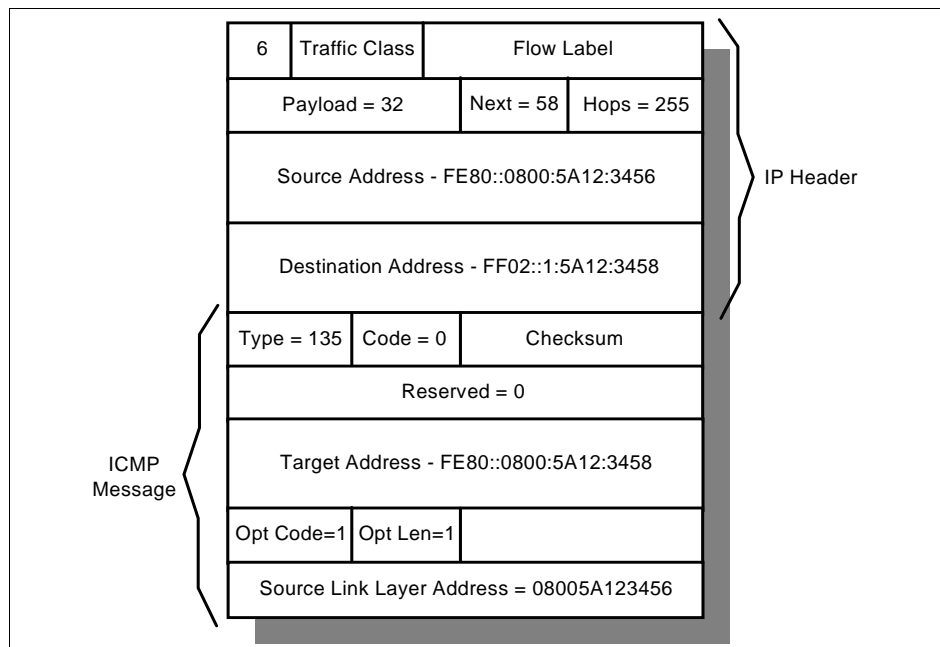 6 Traffic Class Flow Label
Payload = 32 Next = 58 Hops = 255
Source Address - FE80::0800:5A12:3456
IP Header
Destination Address - FF02::1:5A12:3458
Type = 135 Code = 0 Checksum
Reserved = 0
Target Address - FE80::0800:5A12:3458
ICMP
Message
Opt Code=1 Opt Len=1
Source Link Layer Address = 08005A123456